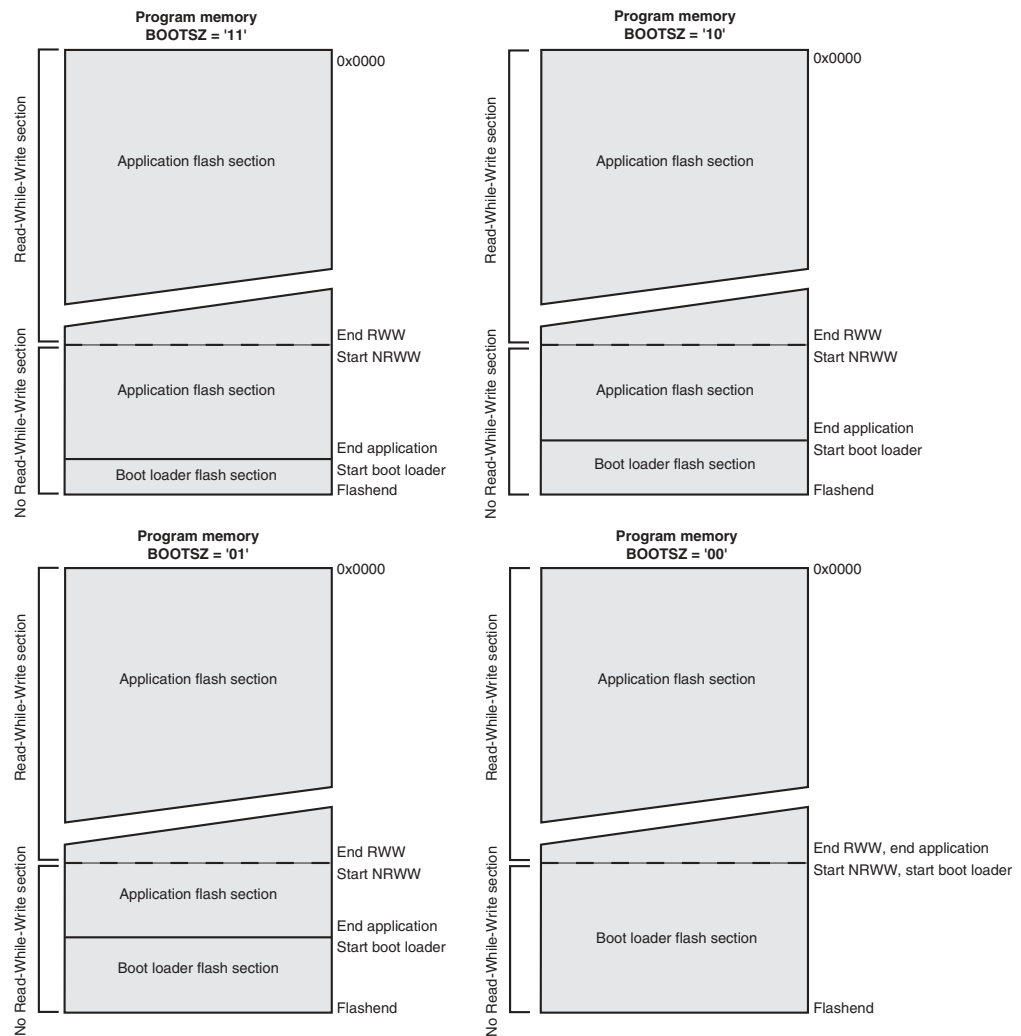 Program memory
BOOTSZ = '11'
0x0000
Read-While-Write section
Application flash section
End RWW
Start NRWW
No Read-While-Write section
Application flash section
End application
Start boot loader
Boot loader flash section
Flashend
Program memory
BOOTSZ = '10'
0x0000
Read-While-Write section
Application flash section
End RWW
Start NRWW
No Read-While-Write section
Application flash section
End application
Start boot loader
Boot loader flash section
Flashend
Program memory
BOOTSZ = '01'
0x0000
Read-While-Write section
Application flash section
End RWW
Start NRWW
No Read-While-Write section
Application flash section
End application
Start boot loader
Boot loader flash section
Flashend
Program memory
BOOTSZ = '00'
0x0000
Read-While-Write section
Application flash section
End RWW, end application
Start NRWW, start boot loader
No Read-While-Write section
Boot loader flash section
Flashend